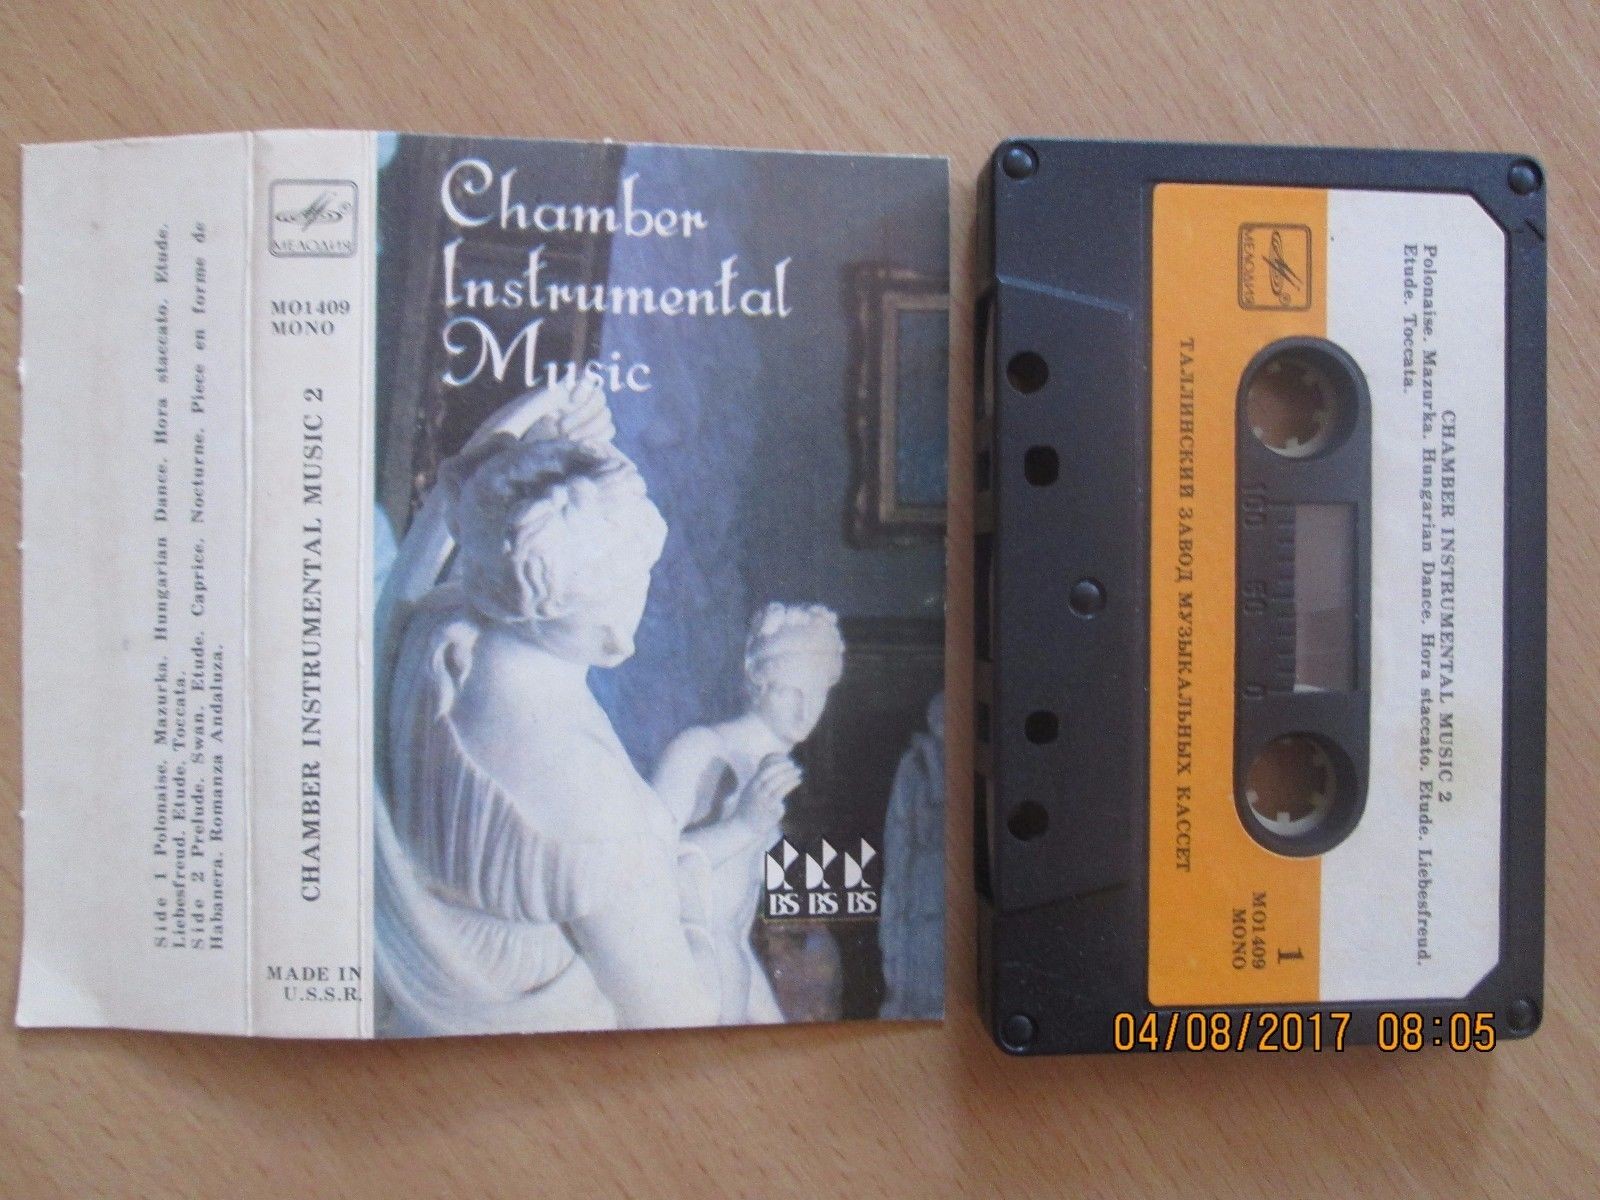 Side 1 Polonaise. Mazurka. Hungarian Dance. Hora staccato. Etude.
Liebesfreud. Etude. Toccata.
Side 2 Prelude. Swan. Etude. Caprice. Nocturne. Piece en forme de
Habanera. Romanza Andaluza.
МЕЛОДИЯ
MO1409
MONO
CHAMBER INSTRUMENTAL MUSIC 2
MADE IN
U.S.S.R.
Chamber
Instrumental
Music
BS BS BS
CHAMBER INSTRUMENTAL MUSIC 2
Polonaise. Mazurka. Hungarian Dance. Hora staccato. Etude. Liebesfreud.
Etude. Toccata.
МЕЛОДИЯ
100 50 0
1
MO1409
MONO
ТАЛЛИНСКИЙ ЗАВОД МУЗЫКАЛЬНЫХ КАССЕТ
04/08/2017 08:05